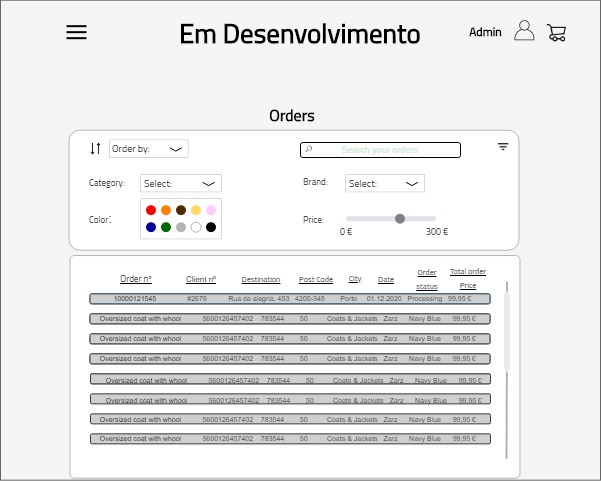 Em Desenvolvimento
Admin
Orders
Order by:
Search your orders
Category:
Select:
Brand:
Select:
Color:
Price:
0 € 300 €
Order nº Client nº Destination Post Code City Date Order status Total order Price
10000121545 #2676 Rua da alegria, 453 4200-345 Porto 01.12.2020 Processing 99,95 €
Oversized coat with whool 5600126457402 783544 50 Coats & Jackets Zarz Navy Blue 99,95 €
Oversized coat with whool 5600126457402 783544 50 Coats & Jackets Zarz Navy Blue 99,95 €
Oversized coat with whool 5600126457402 783544 50 Coats & Jackets Zarz Navy Blue 99,95 €
Oversized coat with whool 5600126457402 783544 50 Coats & Jackets Zarz Navy Blue 99,95 €
Oversized coat with whool 5600126457402 783544 50 Coats & Jackets Zarz Navy Blue 99,95 €
Oversized coat with whool 5600126457402 783544 50 Coats & Jackets Zarz Navy Blue 99,95 €
Oversized coat with whool 5600126457402 783544 50 Coats & Jackets Zarz Navy Blue 99,95 €